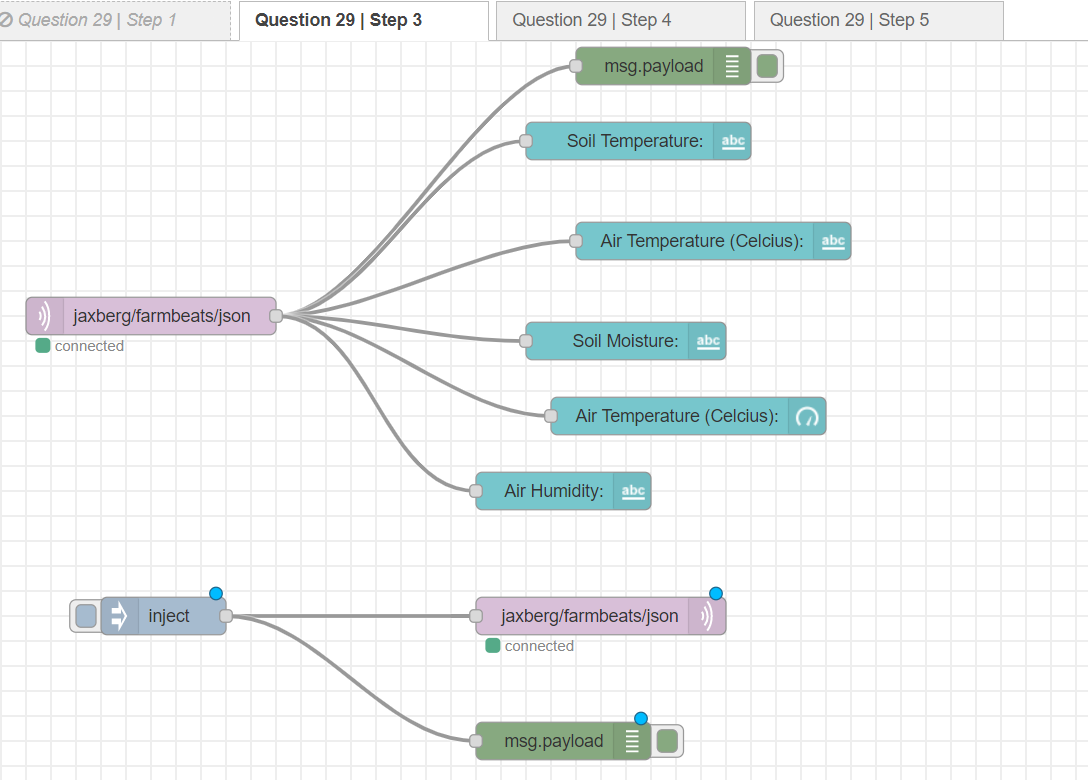 Question 29 | Step 1
Question 29 | Step 3
Question 29 | Step 4
Question 29 | Step 5
msg.payload
Soil Temperature:
abc
Air Temperature (Celcius):
abc
jaxberg/farmbeats/json
connected
Soil Moisture:
abc
Air Temperature (Celcius):
Air Humidity:
abc
inject
jaxberg/farmbeats/json
connected
msg.payload